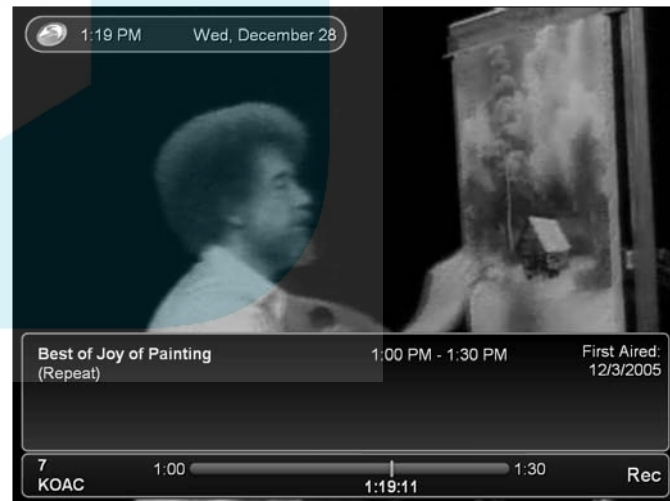 1:19 PM Wed, December 28
Best of Joy of Painting 1:00 PM - 1:30 PM First Aired:
(Repeat) 12/3/2005
7 1:00 1:30 Rec
KOAC 1:19:11